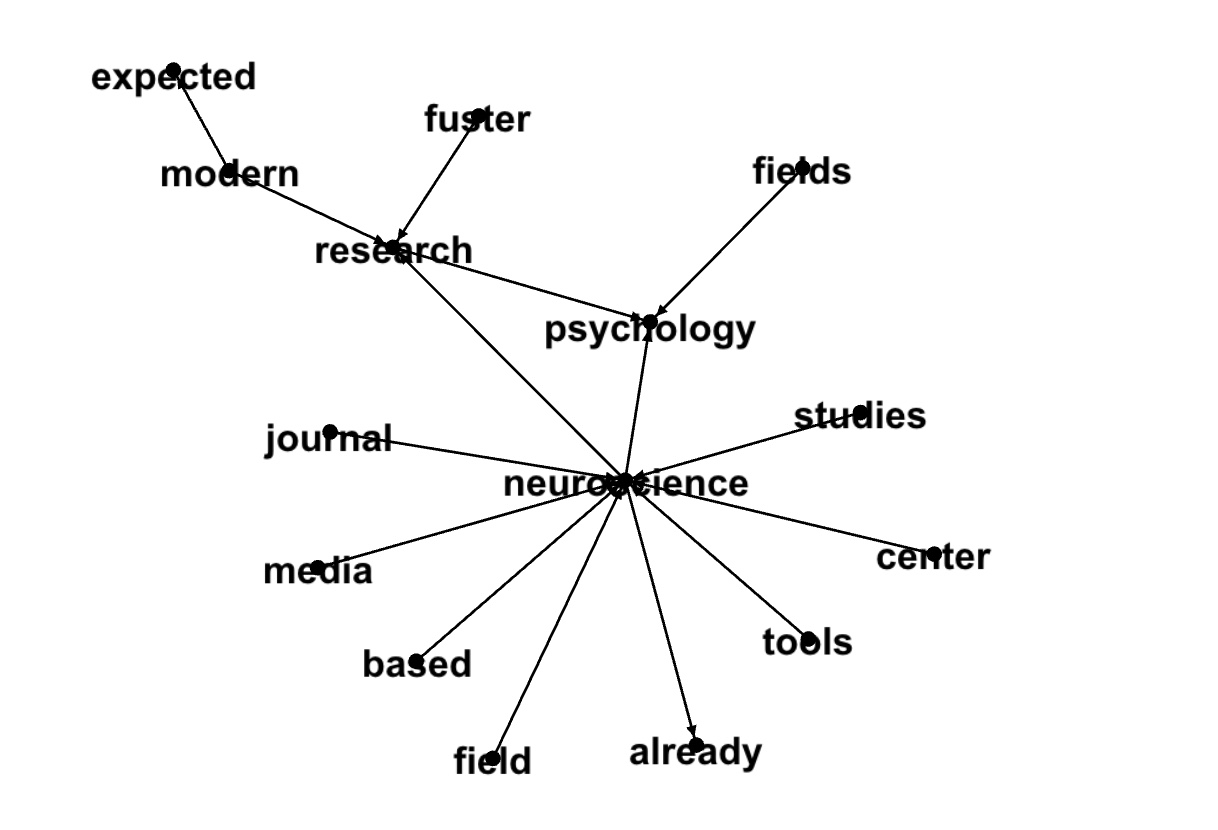 expected
fuster
modern
fields
research
psychology
studies
journal
neuroscience
center
media
tools
based
already
field